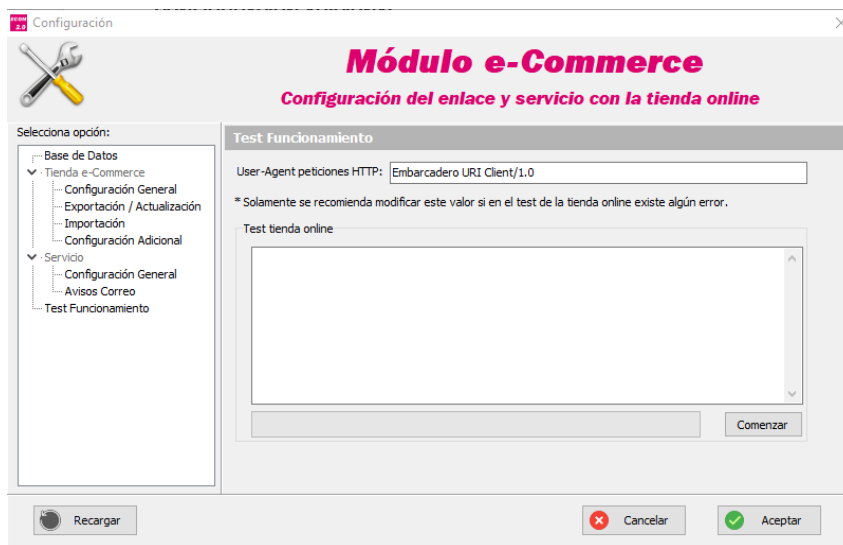 ECOM
2.0
Configuración
Módulo e-Commerce
Configuración del enlace y servicio con la tienda online
Selecciona opción:
Base de Datos
Tienda e-Commerce
Configuración General
Exportación / Actualización
Importación
Configuración Adicional
Servicio
Configuración General
Avisos Correo
Test Funcionamiento
Test Funcionamiento
User-Agent peticiones HTTP: Embarcadero URI Client/1.0
* Solamente se recomienda modificar este valor si en el test de la tienda online existe algún error.
Test tienda online
Comenzar
Recargar
Cancelar
Aceptar